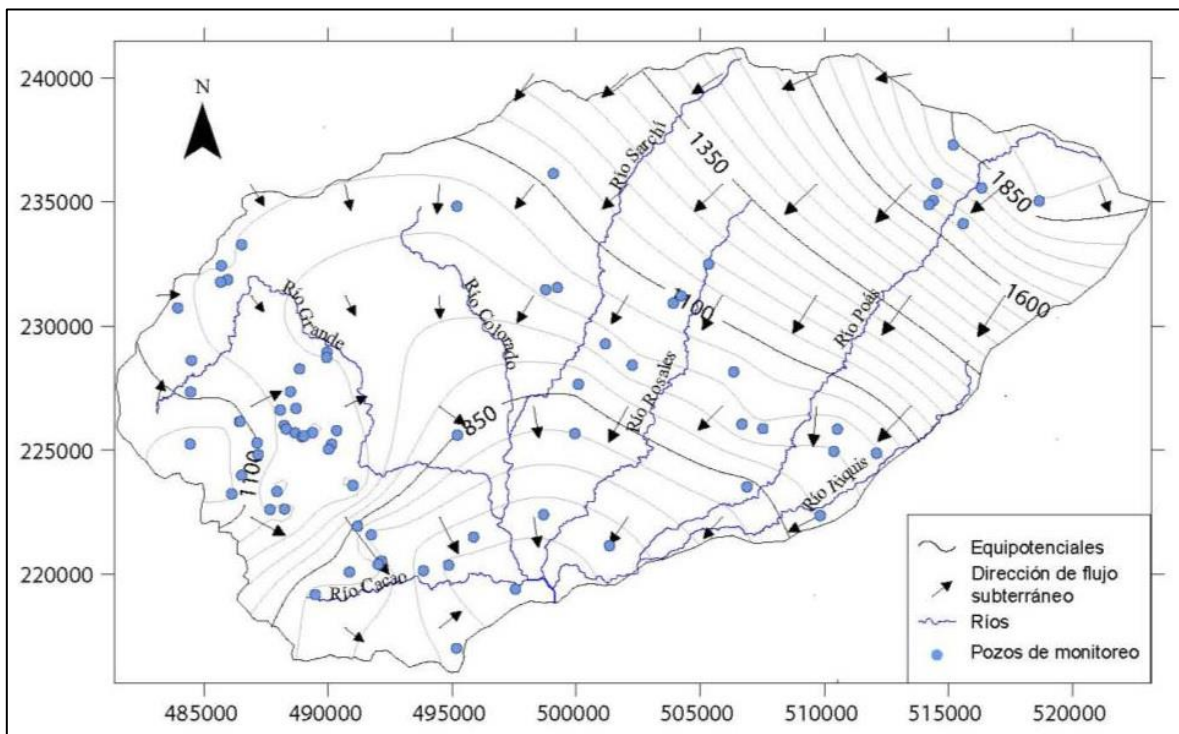 240000
235000
230000
225000
220000
N
Río Sarchí
1350
1850
1600
1100
Río Grande
Río Colorado
Río Rosales
Río Poás
850
1100
Río Cacao
Equipotenciales
Dirección de flujo
subterráneo
Ríos
Pozos de monitoreo
485000 490000 495000 500000 505000 510000 515000 520000